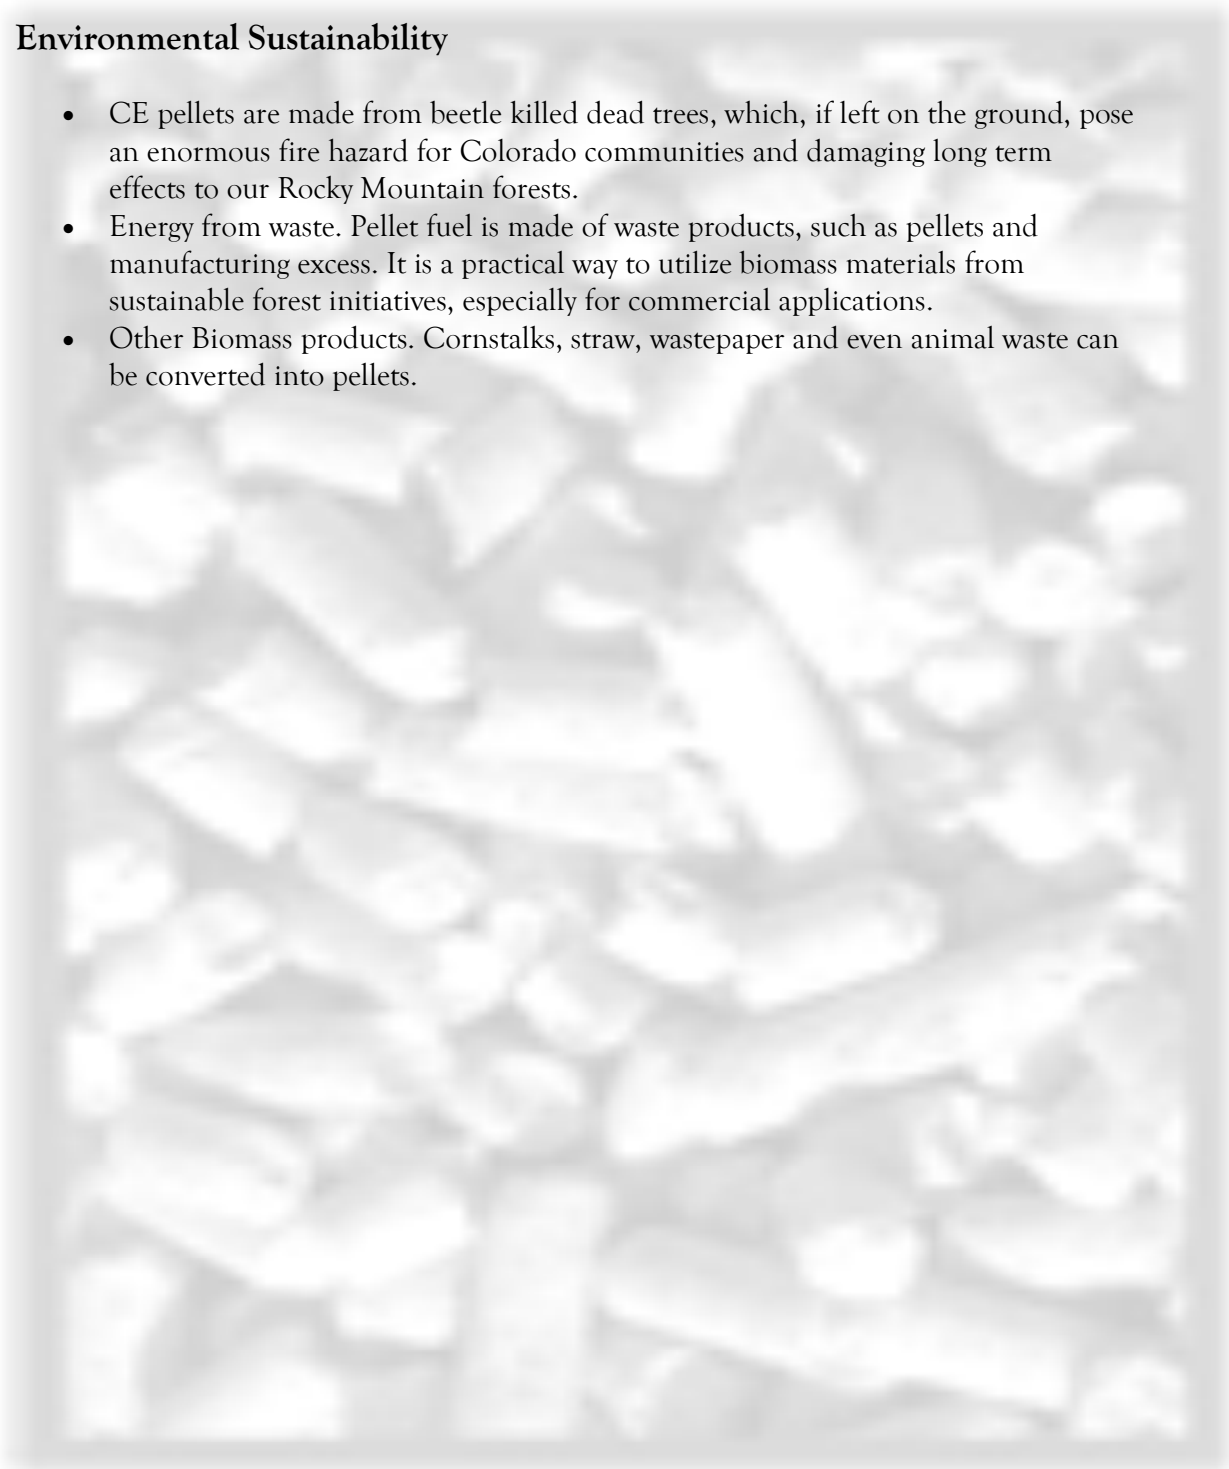 Environmental Sustainability
• CE pellets are made from beetle killed dead trees, which, if left on the ground, pose
an enormous fire hazard for Colorado communities and damaging long term
effects to our Rocky Mountain forests.
• Energy from waste. Pellet fuel is made of waste products, such as pellets and
manufacturing excess. It is a practical way to utilize biomass materials from
sustainable forest initiatives, especially for commercial applications.
• Other Biomass products. Cornstalks, straw, wastepaper and even animal waste can
be converted into pellets.